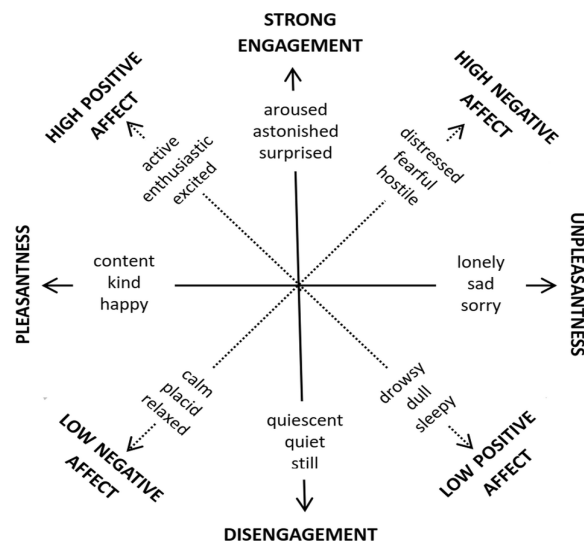 STRONG
ENGAGEMENT
HIGH POSITIVE
AFFECT
HIGH NEGATIVE
AFFECT
aroused
astonished
surprised
active
enthusiastic
excited
distressed
fearful
hostile
PLEASANTNESS
content
kind
happy
lonely
sad
sorry
UNPLEASANTNESS
calm
placid
relaxed
drowsy
dull
sleepy
quiescent
quiet
still
LOW NEGATIVE
AFFECT
LOW POSITIVE
AFFECT
DISENGAGEMENT